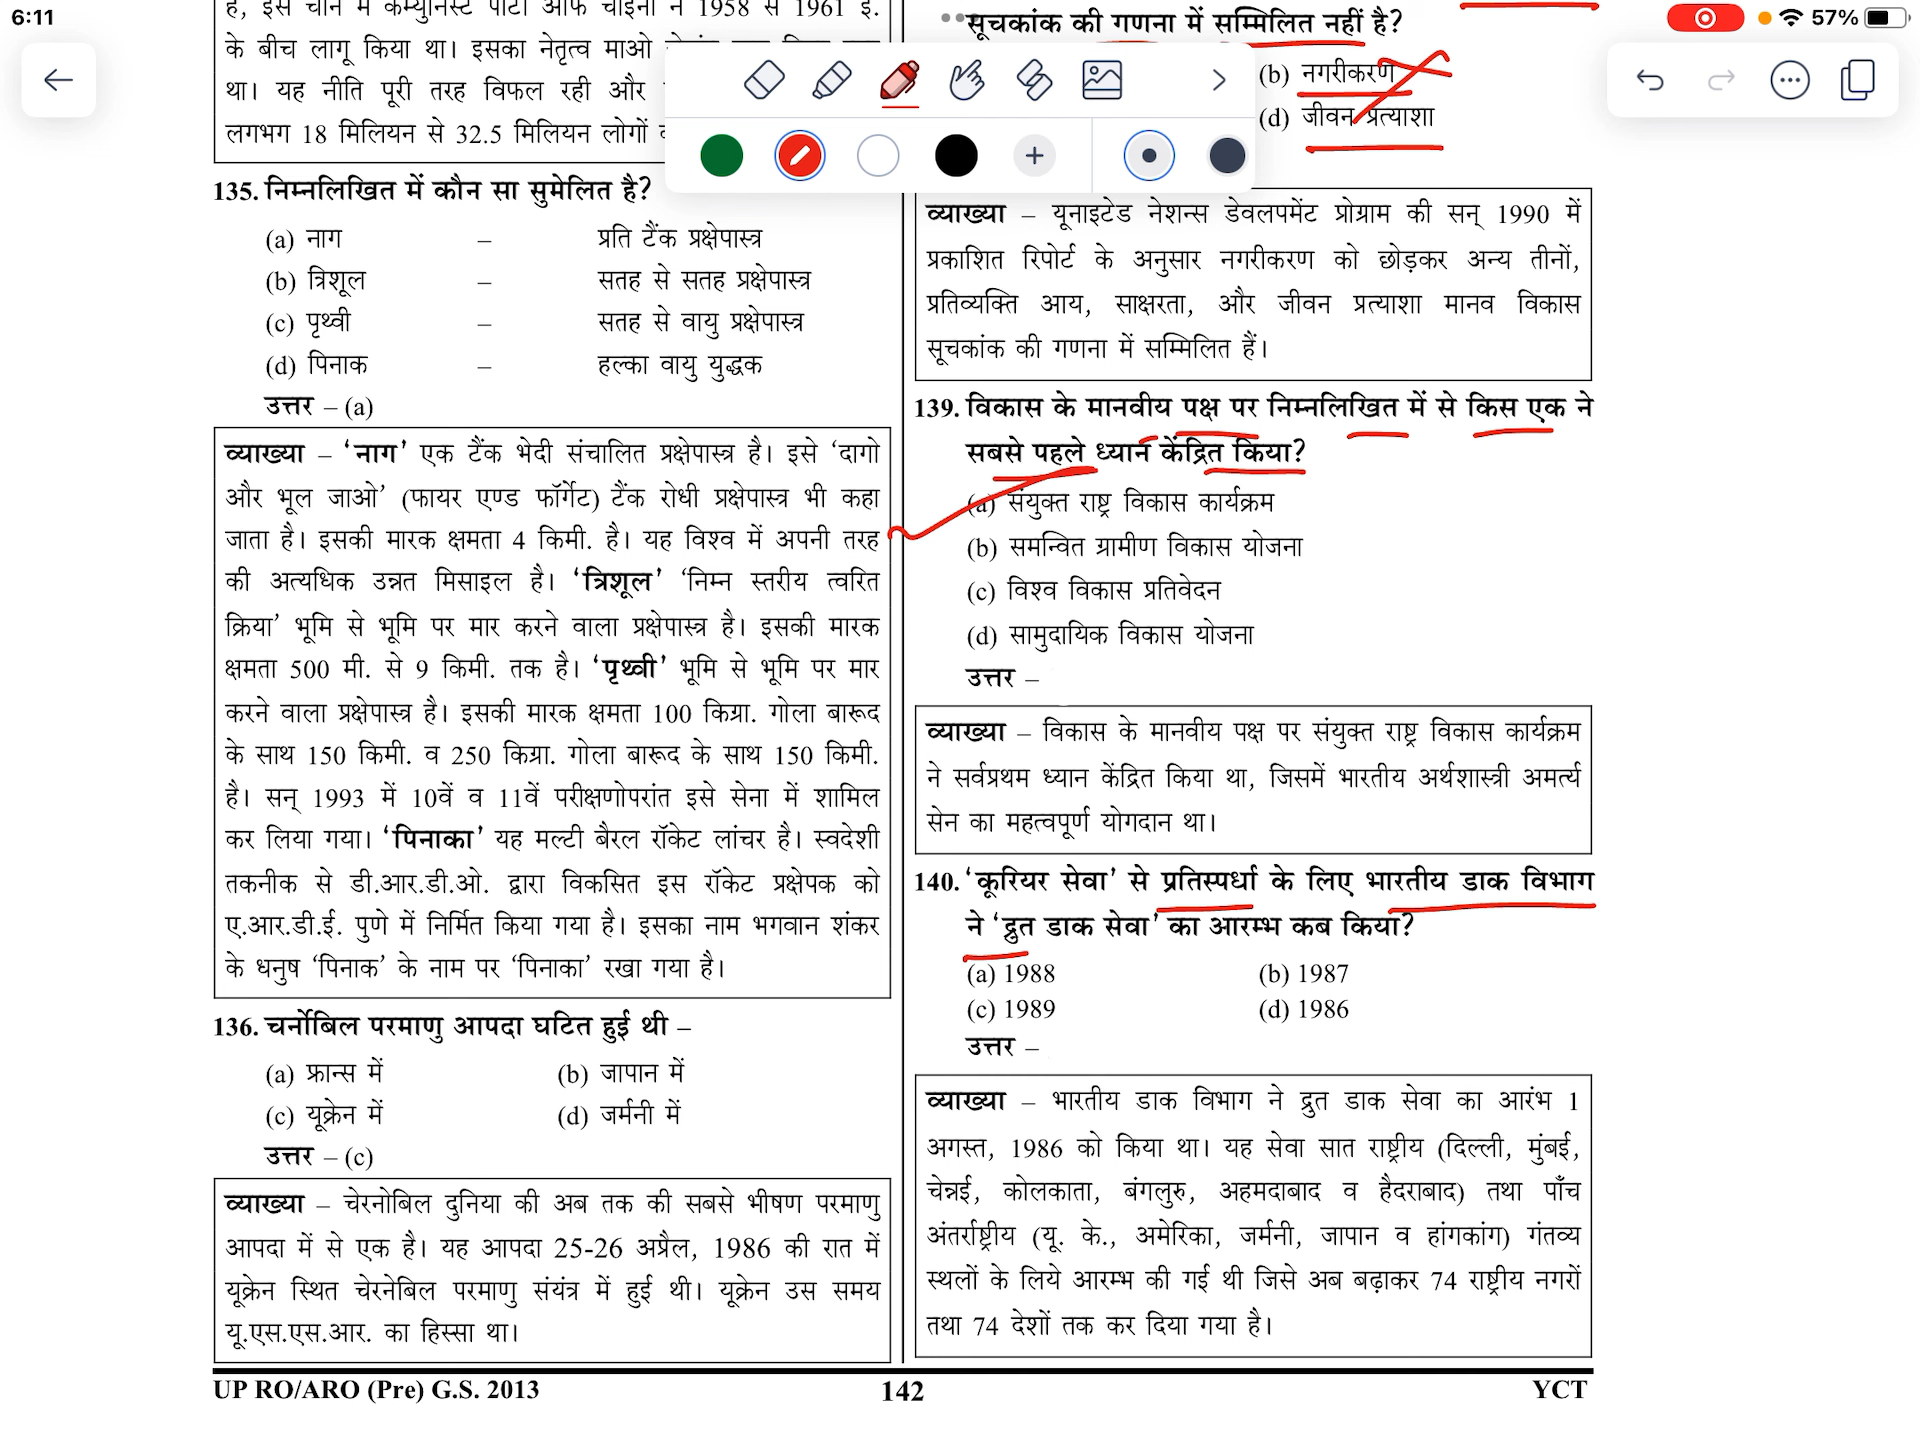 6:11
57%
है, इसे चीन में कम्युनिस्ट पार्टी ऑफ चाइना ने 1958 से 1961 ई.
के बीच लागू किया था। इसका नेतृत्व माओ
था। यह नीति पूरी तरह विफल रही और
लगभग 18 मिलियन से 32.5 मिलियन लोगों
135. निम्नलिखित में कौन सा सुमेलित है?
(a) नाग – प्रति टैंक प्रक्षेपास्त्र
(b) त्रिशूल – सतह से सतह प्रक्षेपास्त्र
(c) पृथ्वी – सतह से वायु प्रक्षेपास्त्र
(d) पिनाक – हल्का वायु युद्धक
उत्तर – (a)
व्याख्या – ‘नाग’ एक टैंक भेदी संचालित प्रक्षेपास्त्र है। इसे ‘दागो
और भूल जाओ’ (फायर एण्ड फॉर्गेट) टैंक रोधी प्रक्षेपास्त्र भी कहा
जाता है। इसकी मारक क्षमता 4 किमी. है। यह विश्व में अपनी तरह
की अत्यधिक उन्नत मिसाइल है। ‘त्रिशूल’ ‘निम्न स्तरीय त्वरित
क्रिया’ भूमि से भूमि पर मार करने वाला प्रक्षेपास्त्र है। इसकी मारक
क्षमता 500 मी. से 9 किमी. तक है। ‘पृथ्वी’ भूमि से भूमि पर मार
करने वाला प्रक्षेपास्त्र है। इसकी मारक क्षमता 100 किग्रा. गोला बारूद
के साथ 150 किमी. व 250 किग्रा. गोला बारूद के साथ 150 किमी.
है। सन् 1993 में 10वें व 11वें परीक्षणोपरांत इसे सेना में शामिल
कर लिया गया। ‘पिनाका’ यह मल्टी बैरल रॉकेट लांचर है। स्वदेशी
तकनीक से डी.आर.डी.ओ. द्वारा विकसित इस रॉकेट प्रक्षेपक को
ए.आर.डी.ई. पुणे में निर्मित किया गया है। इसका नाम भगवान शंकर
के धनुष ‘पिनाक’ के नाम पर ‘पिनाका’ रखा गया है।
136. चर्नोबिल परमाणु आपदा घटित हुई थी –
(a) फ्रान्स में (b) जापान में
(c) यूक्रेन में (d) जर्मनी में
उत्तर – (c)
व्याख्या – चेरनोबिल दुनिया की अब तक की सबसे भीषण परमाणु
आपदा में से एक है। यह आपदा 25-26 अप्रैल, 1986 की रात में
यूक्रेन स्थित चेरनेबिल परमाणु संयंत्र में हुई थी। यूक्रेन उस समय
यू.एस.एस.आर. का हिस्सा था।
सूचकांक की गणना में सम्मिलित नहीं है?
(b) नगरीकरण
(d) जीवन प्रत्याशा
व्याख्या – यूनाइटेड नेशन्स डेवलपमेंट प्रोग्राम की सन् 1990 में
प्रकाशित रिपोर्ट के अनुसार नगरीकरण को छोड़कर अन्य तीनों,
प्रतिव्यक्ति आय, साक्षरता, और जीवन प्रत्याशा मानव विकास
सूचकांक की गणना में सम्मिलित हैं।
139. विकास के मानवीय पक्ष पर निम्नलिखित में से किस एक ने
सबसे पहले ध्यान केंद्रित किया?
(a) संयुक्त राष्ट्र विकास कार्यक्रम
(b) समन्वित ग्रामीण विकास योजना
(c) विश्व विकास प्रतिवेदन
(d) सामुदायिक विकास योजना
उत्तर –
व्याख्या – विकास के मानवीय पक्ष पर संयुक्त राष्ट्र विकास कार्यक्रम
ने सर्वप्रथम ध्यान केंद्रित किया था, जिसमें भारतीय अर्थशास्त्री अमर्त्य
सेन का महत्वपूर्ण योगदान था।
140. ‘कूरियर सेवा’ से प्रतिस्पर्धा के लिए भारतीय डाक विभाग
ने ‘द्रुत डाक सेवा’ का आरम्भ कब किया?
(a) 1988 (b) 1987
(c) 1989 (d) 1986
उत्तर –
व्याख्या – भारतीय डाक विभाग ने द्रुत डाक सेवा का आरंभ 1
अगस्त, 1986 को किया था। यह सेवा सात राष्ट्रीय (दिल्ली, मुंबई,
चेन्नई, कोलकाता, बंगलुरु, अहमदाबाद व हैदराबाद) तथा पाँच
अंतर्राष्ट्रीय (यू. के., अमेरिका, जर्मनी, जापान व हांगकांग) गंतव्य
स्थलों के लिये आरम्भ की गई थी जिसे अब बढ़ाकर 74 राष्ट्रीय नगरों
तथा 74 देशों तक कर दिया गया है।
UP RO/ARO (Pre) G.S. 2013 142 YCT